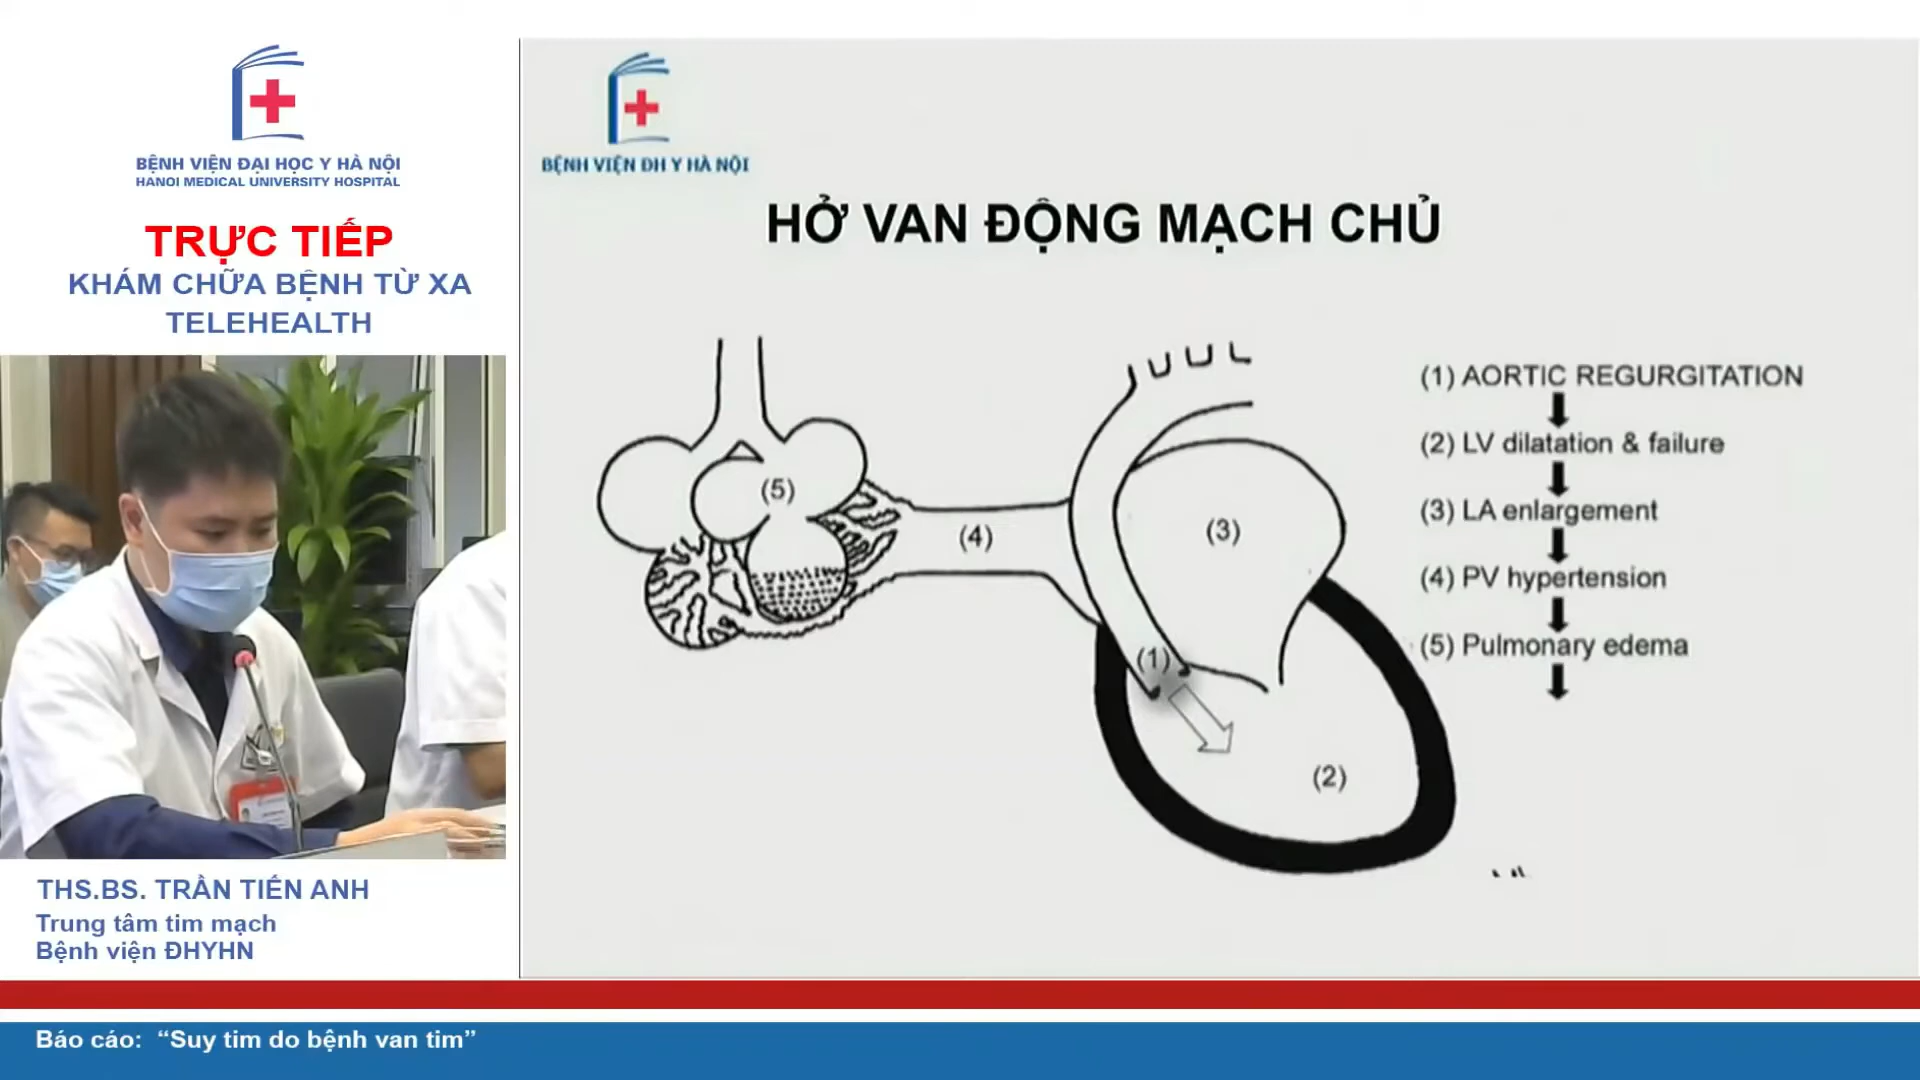 BỆNH VIỆN ĐẠI HỌC Y HÀ NỘI
HANOI MEDICAL UNIVERSITY HOSPITAL
TRỰC TIẾP
KHÁM CHỮA BỆNH TỪ XA
TELEHEALTH
THS.BS. TRẦN TIẾN ANH
Trung tâm tim mạch
Bệnh viện ĐHYHN
BỆNH VIỆN ĐH Y HÀ NỘI
HỞ VAN ĐỘNG MẠCH CHỦ
(5)
(4)
(3)
(1)
(2)
(1) AORTIC REGURGITATION
(2) LV dilatation & failure
(3) LA enlargement
(4) PV hypertension
(5) Pulmonary edema
Báo cáo: “Suy tim do bệnh van tim”